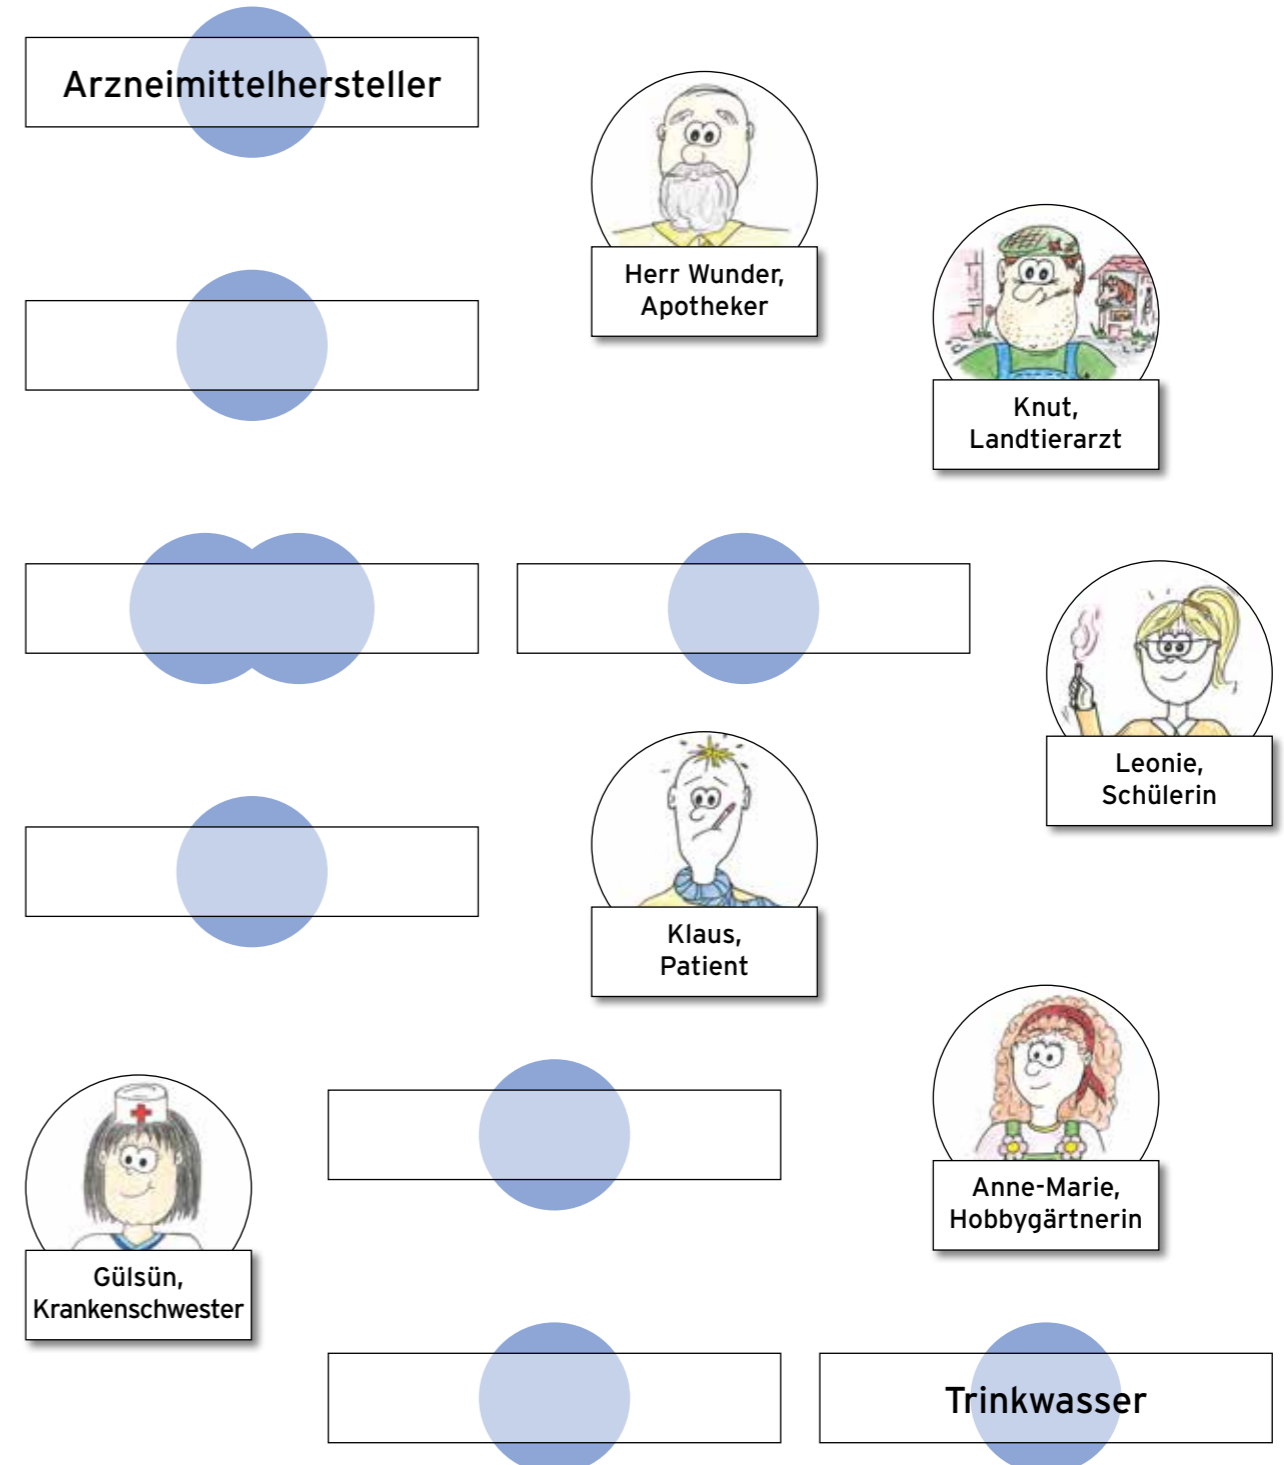 Arzneimittelhersteller
Herr Wunder,
Apotheker
Knut,
Landtierarzt
Leonie,
Schülerin
Klaus,
Patient
Anne-Marie,
Hobbygärtnerin
Gülsün,
Krankenschwester
Trinkwasser